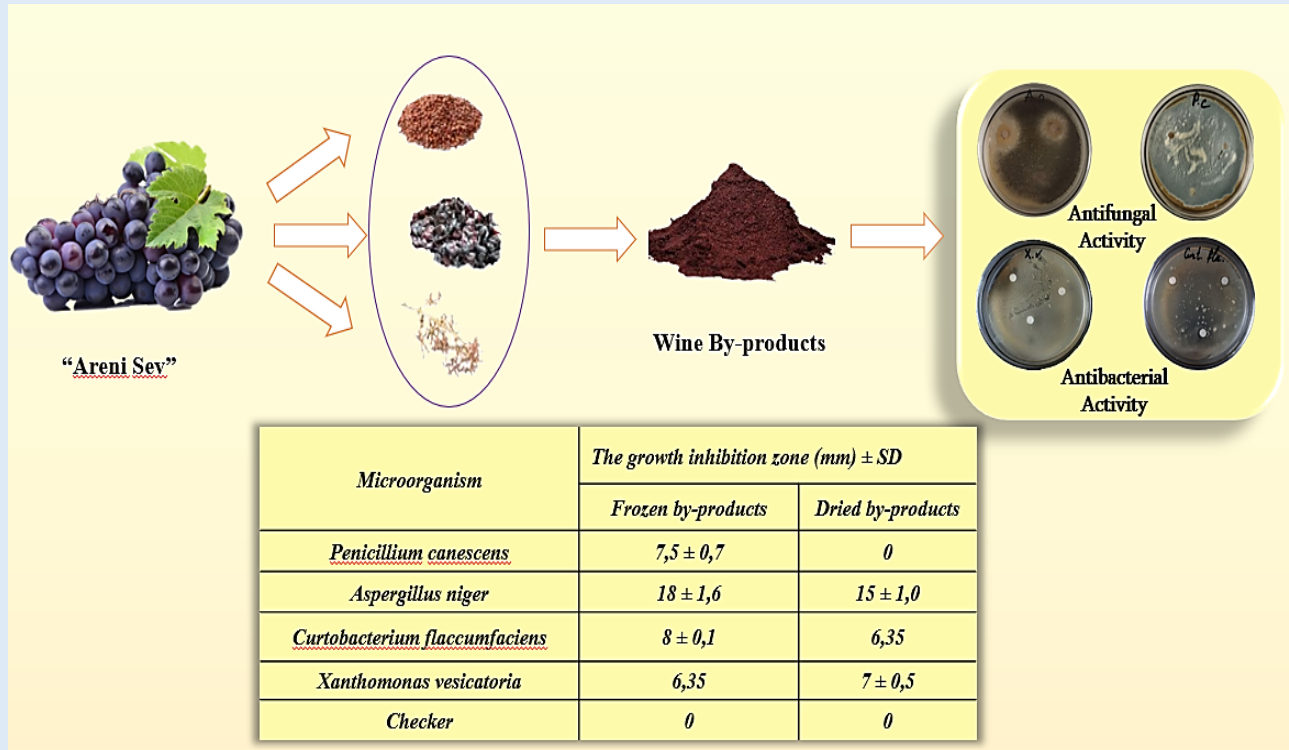 A.n
P.c
Antifungal
Activity
X.v.
Antibacterial
Activity
"Areni Sev"
Wine By-products
Microorganism
The growth inhibition zone (mm) ± SD
Frozen by-products Dried by-products
Penicillium canescens 7,5 ± 0,7 0
Aspergillus niger 18 ± 1,6 15 ± 1,0
Curtobacterium flaccumfaciens 8 ± 0,1 6,35
Xanthomonas vesicatoria 6,35 7 ± 0,5
Checker 0 0